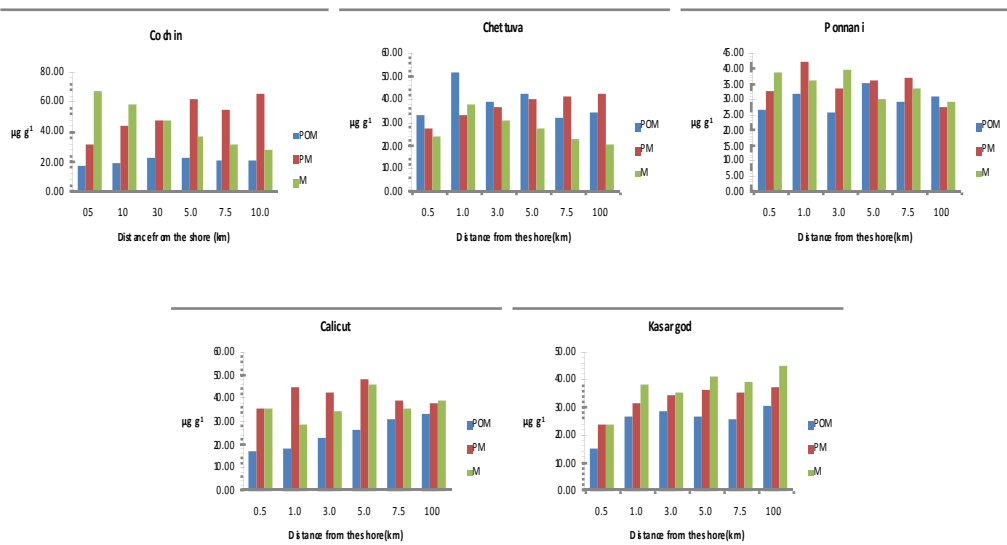 Cochin
80.00
60.00
40.00
20.00
0.00
µg g¹
05 10 30 5.0 7.5 10.0
Distance from the shore (km)
POM
PM
M
Chettuva
60.00
50.00
40.00
30.00
20.00
10.00
0.00
µg g¹
0.5 1.0 3.0 5.0 7.5 100
Distance from the shore(km)
POM
PM
M
Ponnani
45.00
40.00
35.00
30.00
25.00
20.00
15.00
10.00
5.00
0.00
µg g¹
0.5 1.0 3.0 5.0 7.5 100
Distance from the shore(km)
POM
PM
M
Calicut
60.00
50.00
40.00
30.00
20.00
10.00
0.00
µg g¹
0.5 1.0 3.0 5.0 7.5 100
Distance from the shore(km)
POM
PM
M
Kasargod
50.00
40.00
30.00
20.00
10.00
0.00
µg g¹
0.5 1.0 3.0 5.0 7.5 100
Distance from the shore(km)
POM
PM
M